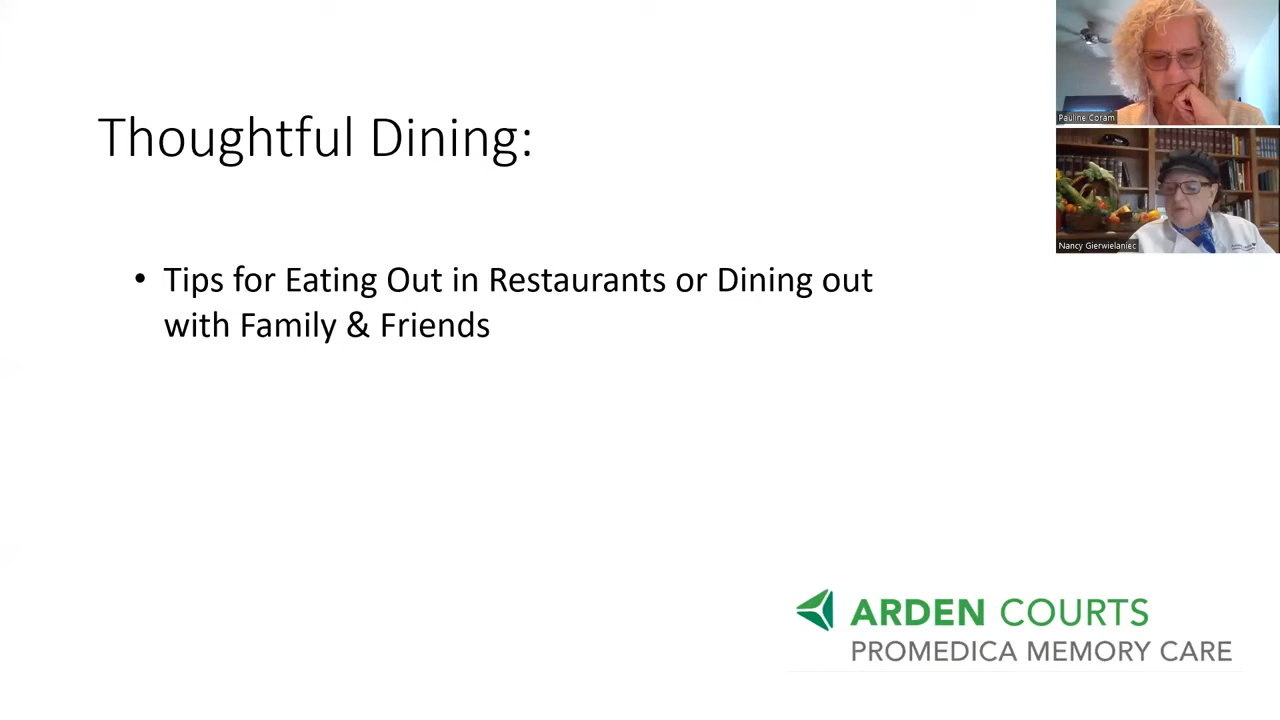 Thoughtful Dining:
• Tips for Eating Out in Restaurants or Dining out
with Family & Friends
Pauline Coram
Nancy Gierwielaniec
ARDEN COURTS
PROMEDICA MEMORY CARE